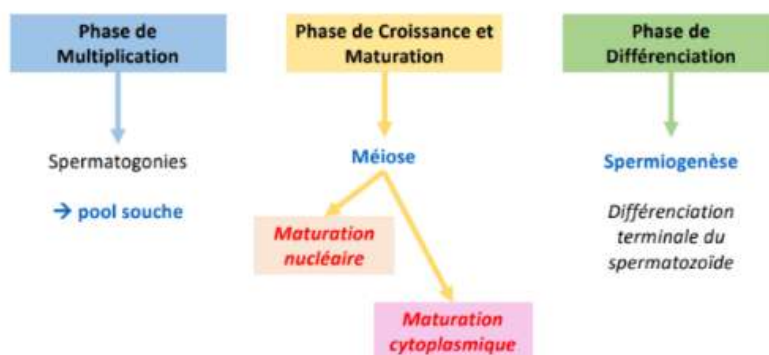 Phase de
Multiplication
Spermatogonies
→ pool souche
Phase de Croissance et
Maturation
Méiose
Maturation
nucléaire
Maturation
cytoplasmique
Phase de
Différenciation
Spermiogenèse
Différenciation
terminale du
spermatozoïde